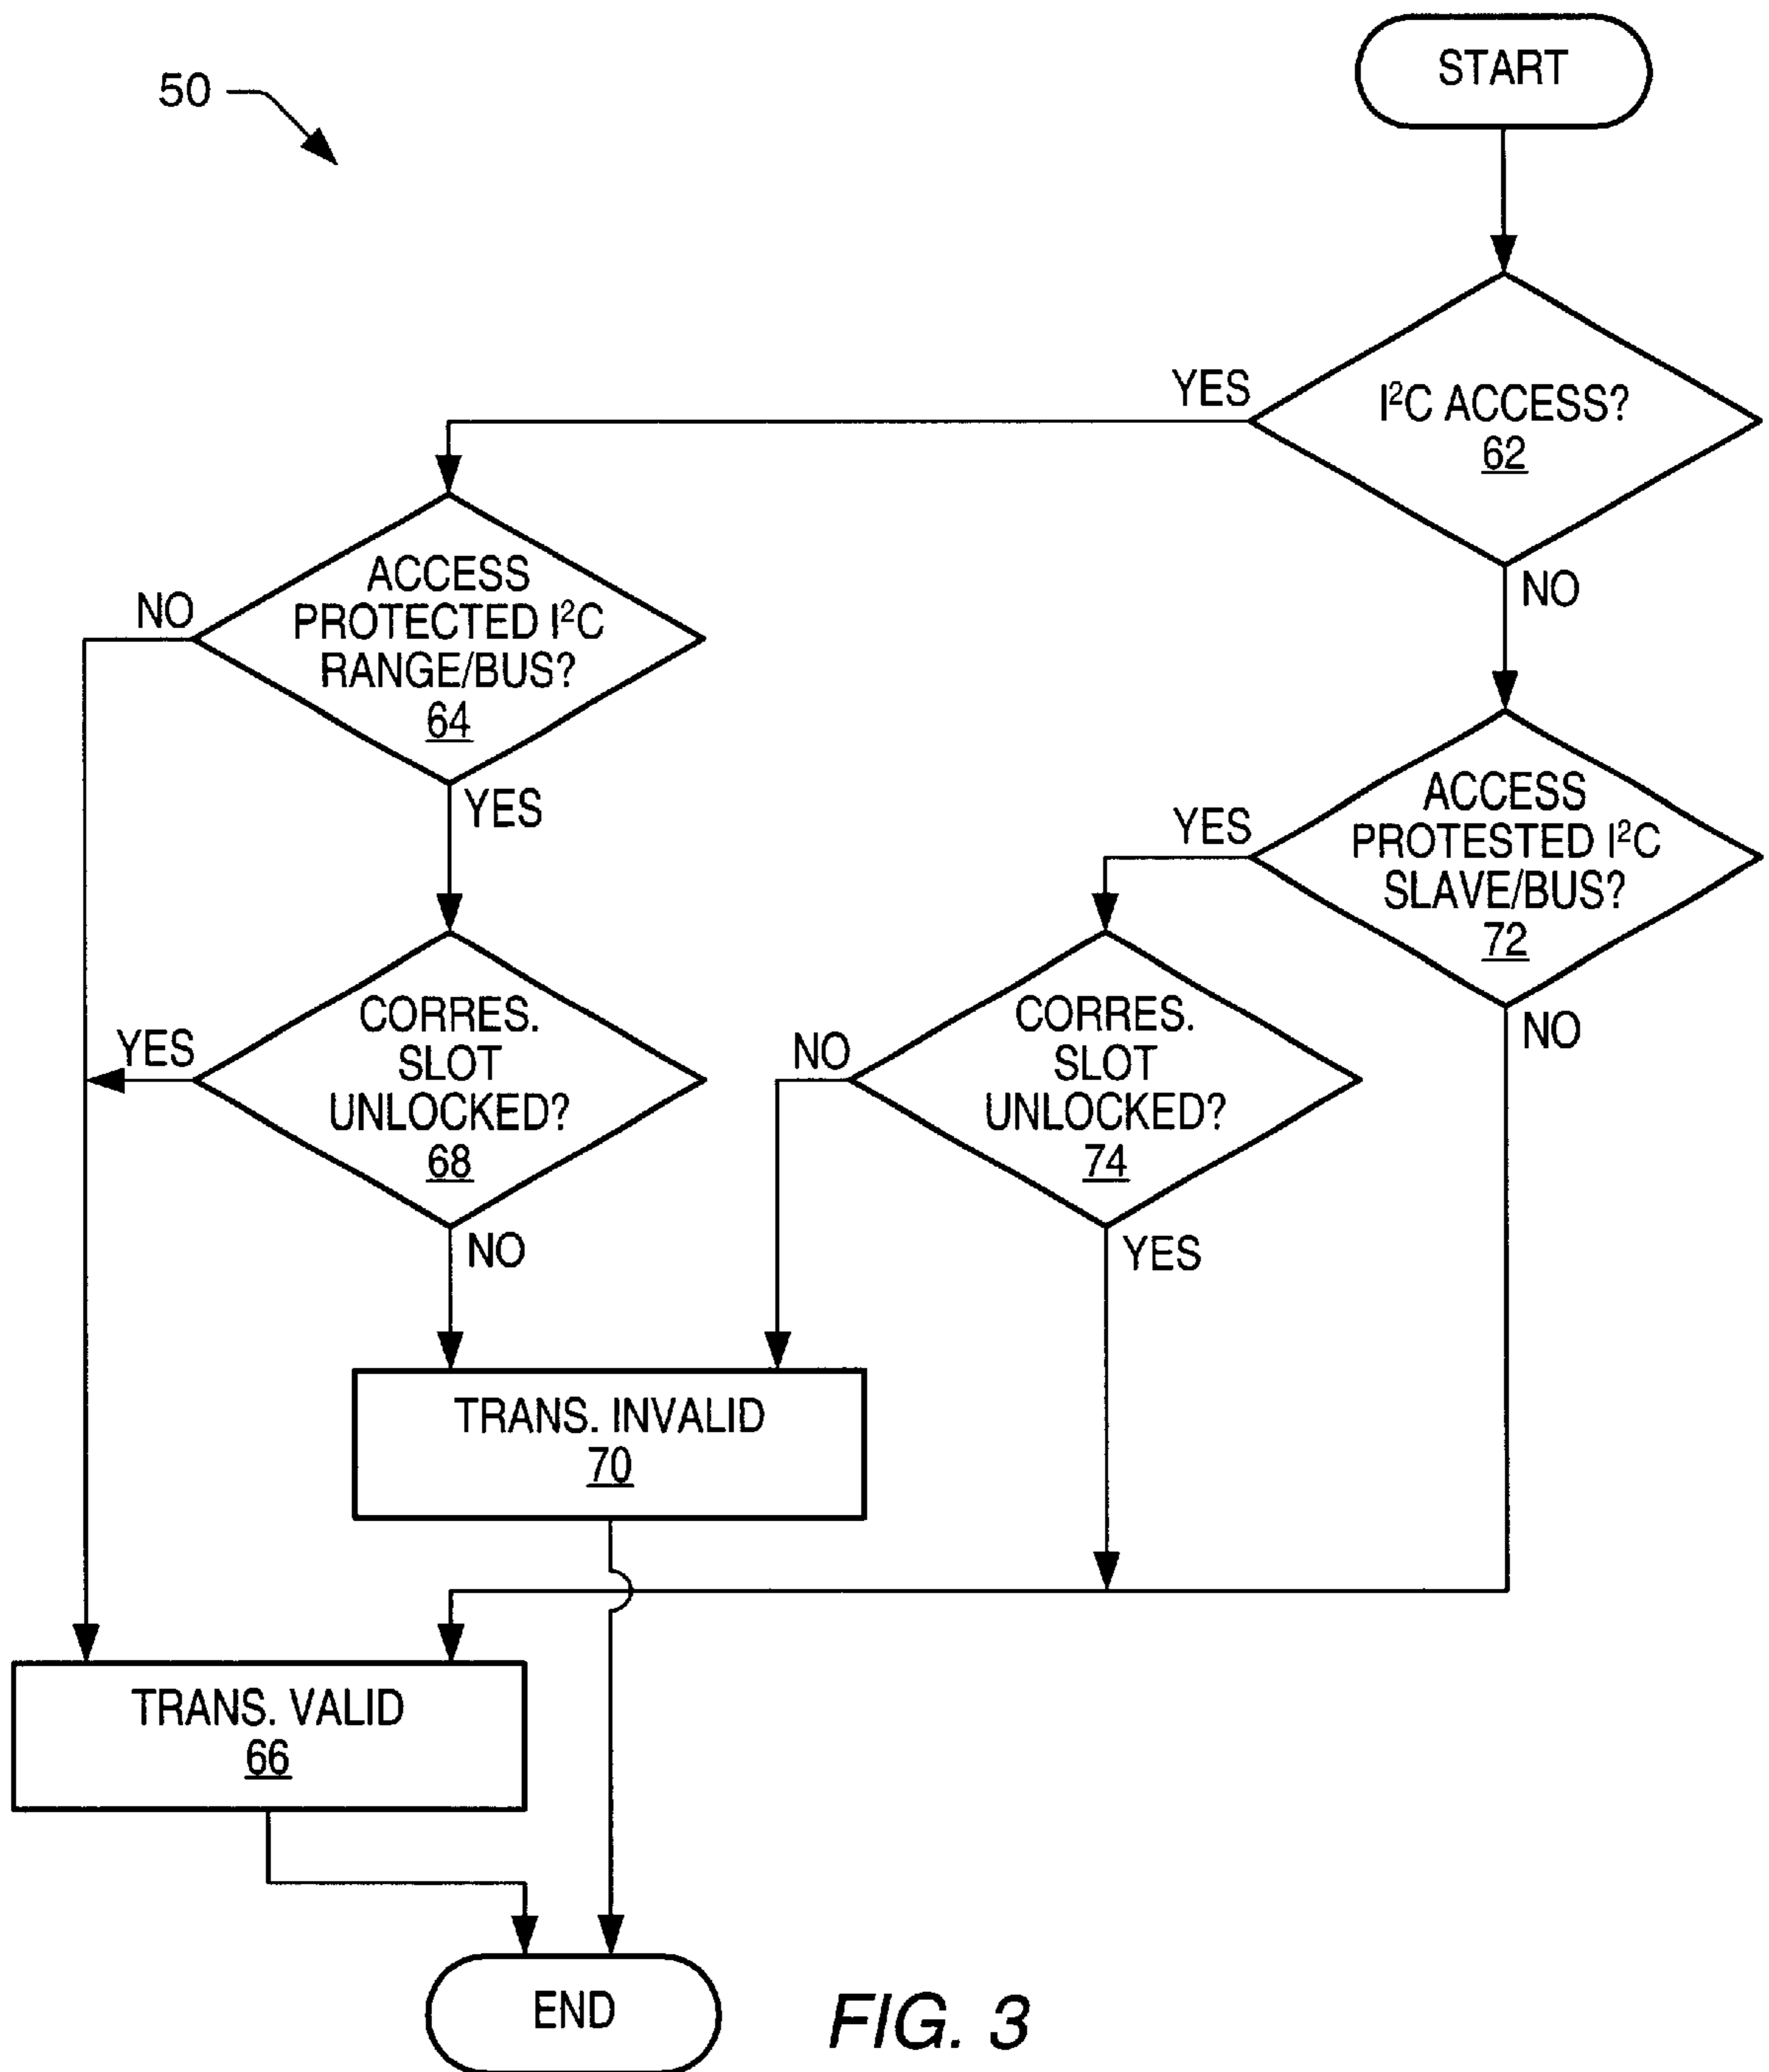 START
50
I²C ACCESS?
62
YES
NO
ACCESS
PROTECTED I²C
RANGE/BUS?
64
NO
YES
ACCESS
PROTESTED I²C
SLAVE/BUS?
72
YES
NO
CORRES.
SLOT
UNLOCKED?
68
YES
NO
CORRES.
SLOT
UNLOCKED?
74
NO
YES
TRANS. INVALID
70
TRANS. VALID
66
END
FIG. 3